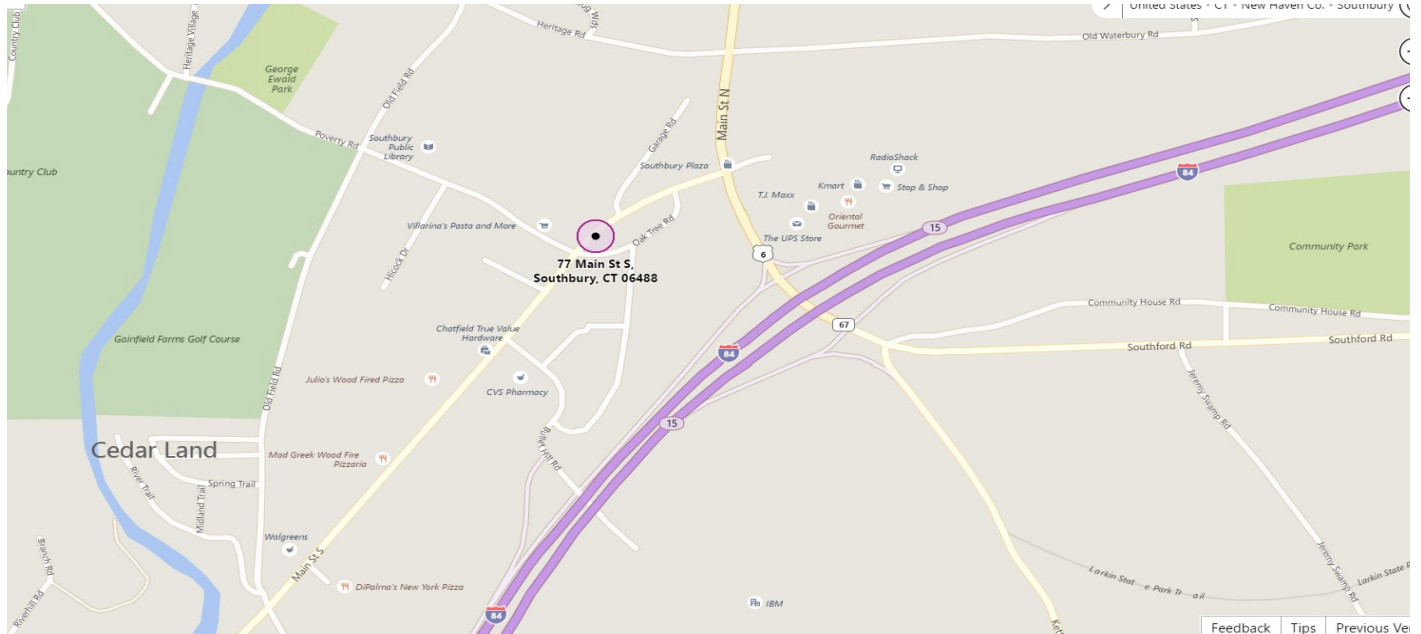 United States · CT · New Haven Co. · Southbury
Country Club
Heritage Village
Heritage Rd
Old Waterbury Rd
George
Ewald
Park
Old Field Rd
Main St N
Poverty Rd
Southbury
Public
Library
Garage Rd
Southbury Plaza
RadioShack
84
ountry Club
T.J. Maxx
Kmart
Stop & Shop
Oriental
Gourmet
The UPS Store
15
Villarina's Pasta and More
Oak Tree Rd
Hicock Dr
6
Community Park
77 Main St S,
Southbury, CT 06488
Community House Rd
Community House Rd
67
Gainfield Farms Golf Course
Chatfield True Value
Hardware
84
Southford Rd
Southford Rd
Julio's Wood Fired Pizza
CVS Pharmacy
Old Field Rd
Jeremy Swamp Rd
15
Cedar Land
Bullet Hill Rd
Mad Greek Wood Fire
Pizzaria
River Trail
Midland Trail
Spring Trail
Walgreens
Main St S
Branch Rd
Riverhill Rd
DiPalma's New York Pizza
IBM
84
Jeremy Swamp Rd
Larkin Stat e Park Tr ail
Larkin State P
Feedback
Tips
Previous Ver